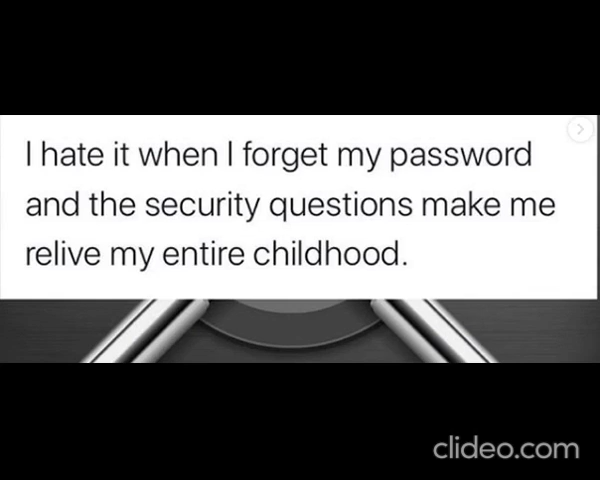 I hate it when I forget my password
and the security questions make me
relive my entire childhood.
clideo.com